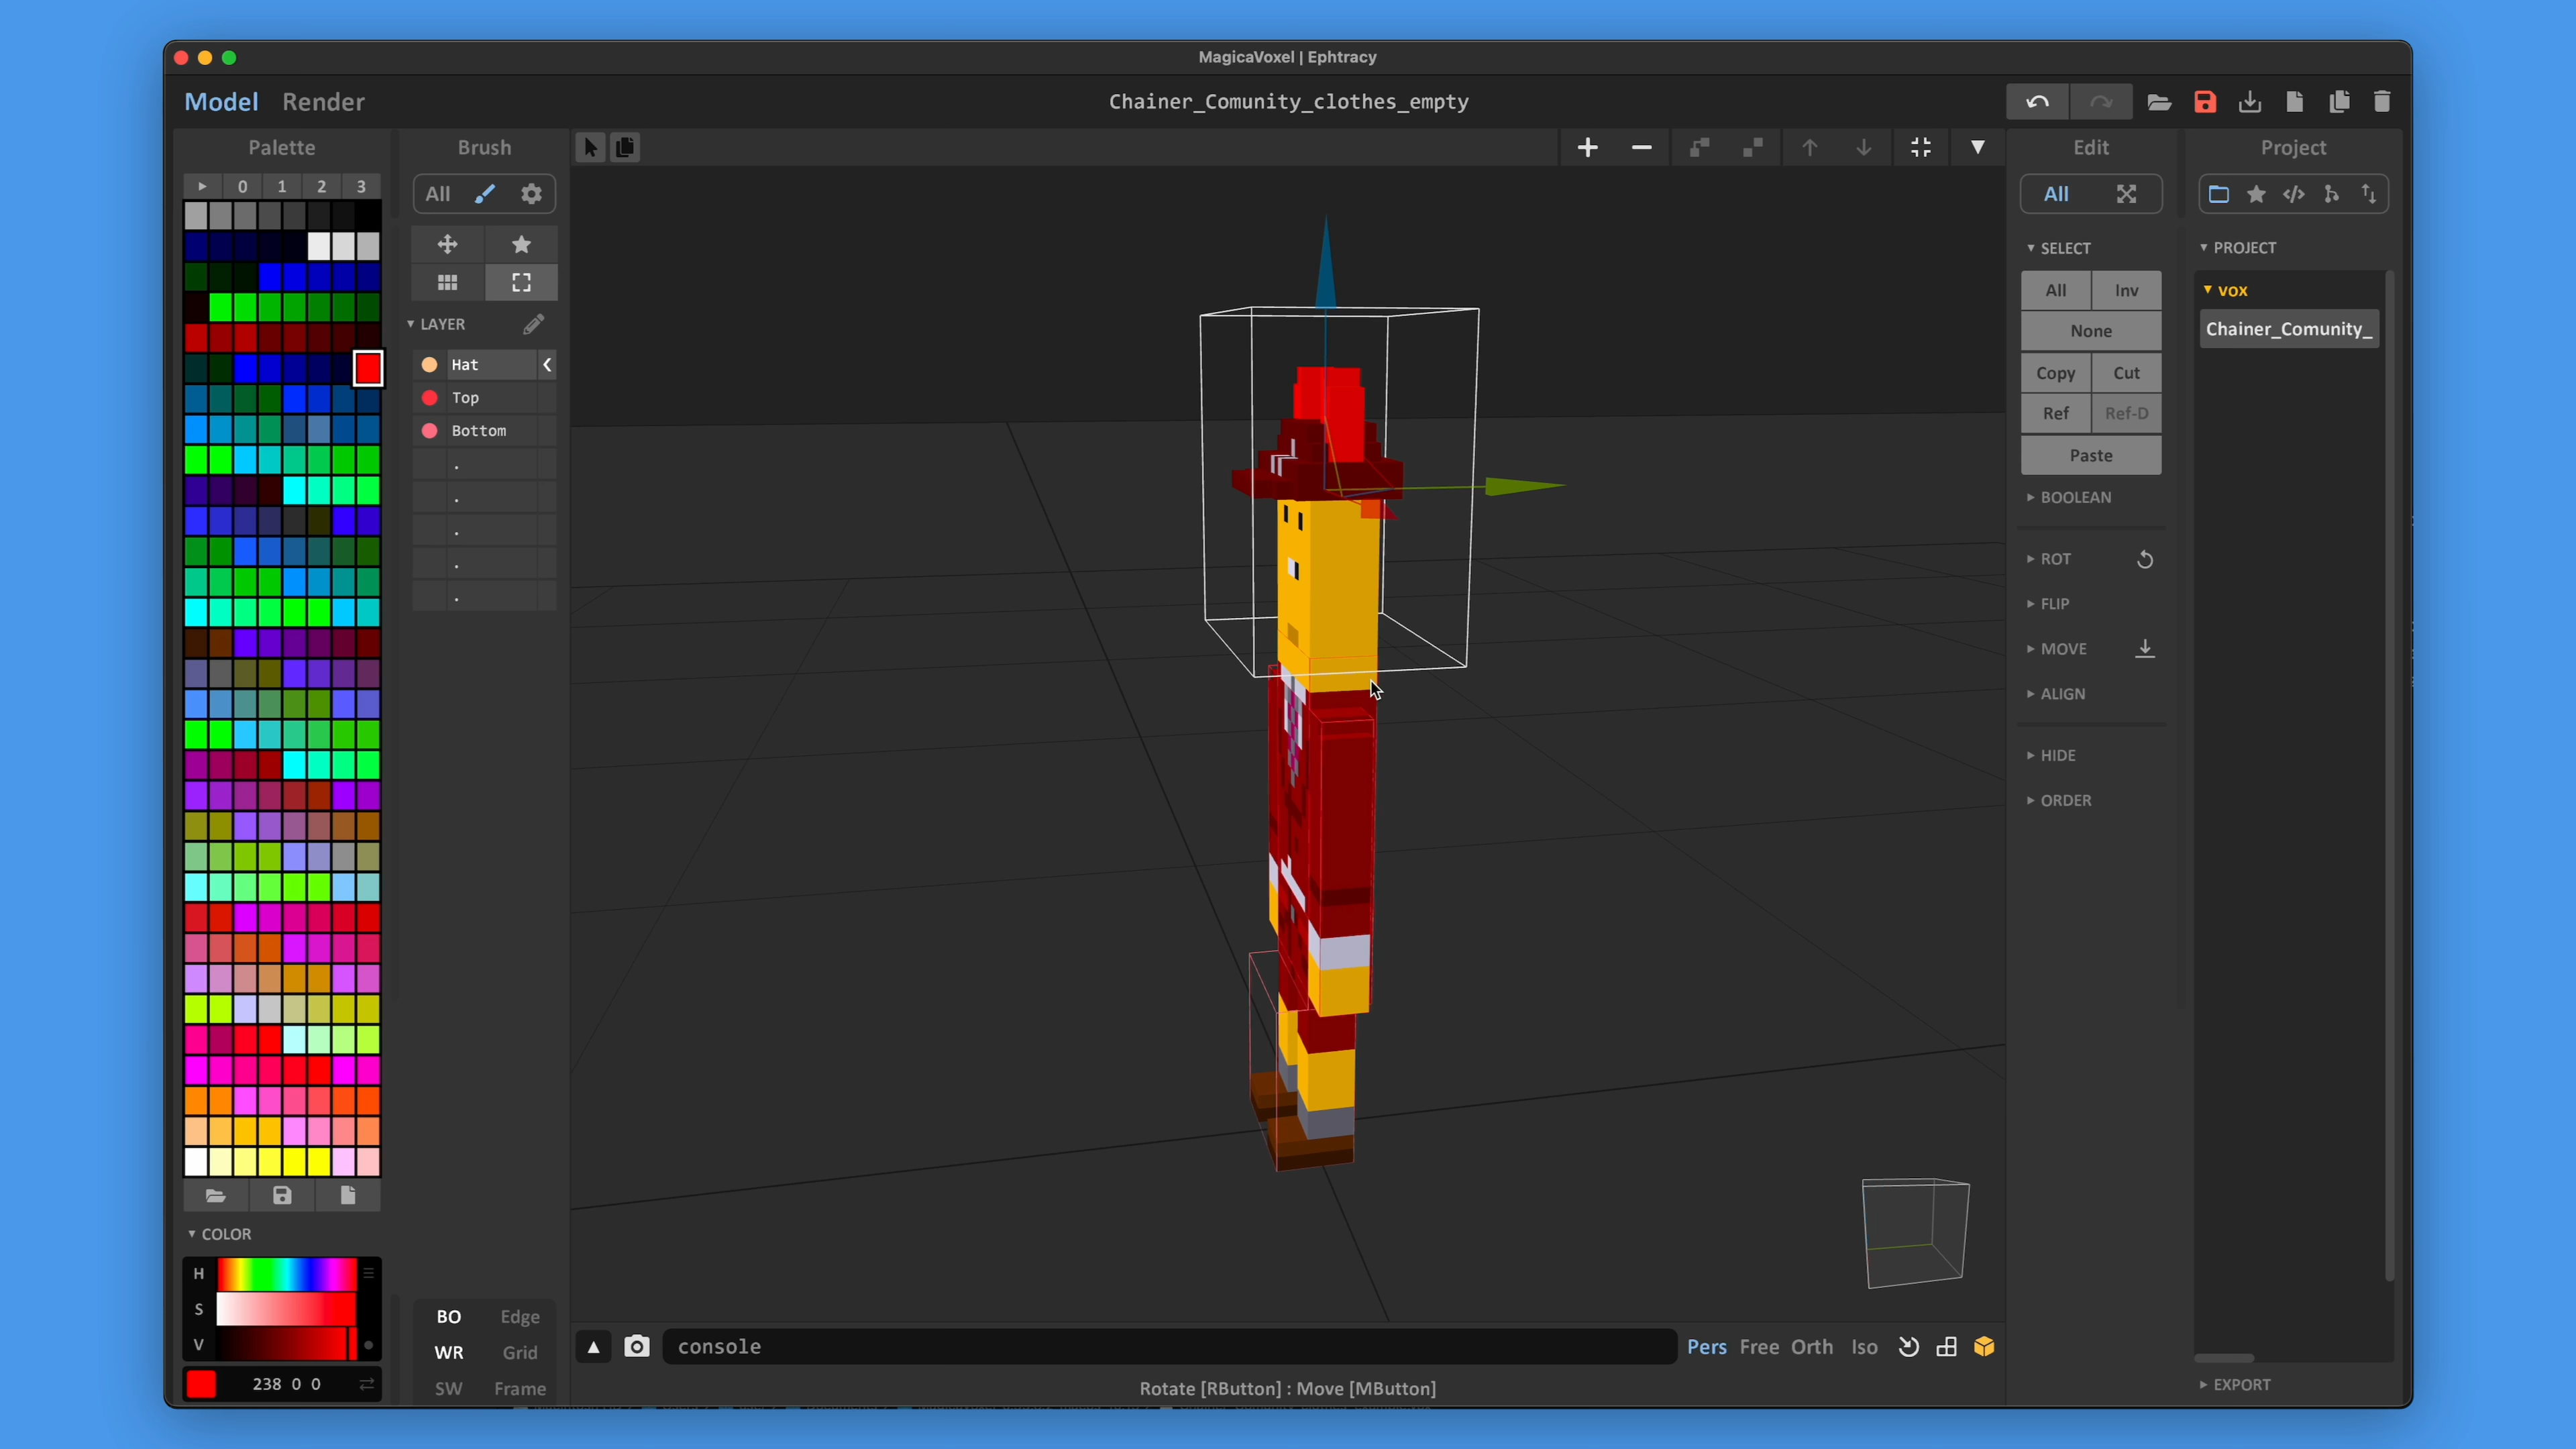 MagicaVoxel | Ephtracy
Model Render
Chainer_Comunity_clothes_empty
Palette
Brush
Edit
Project
0 1 2 3
All
All
SELECT
All Inv
None
Copy Cut
Ref Ref-D
Paste
BOOLEAN
ROT
FLIP
MOVE
ALIGN
HIDE
ORDER
PROJECT
vox
Chainer_Comunity_
LAYER
Hat
Top
Bottom
.
.
.
.
.
COLOR
H
S
V
238 0 0
BO Edge
WR Grid
SW Frame
console
Pers Free Orth Iso
Rotate [RButton] : Move [MButton]
EXPORT